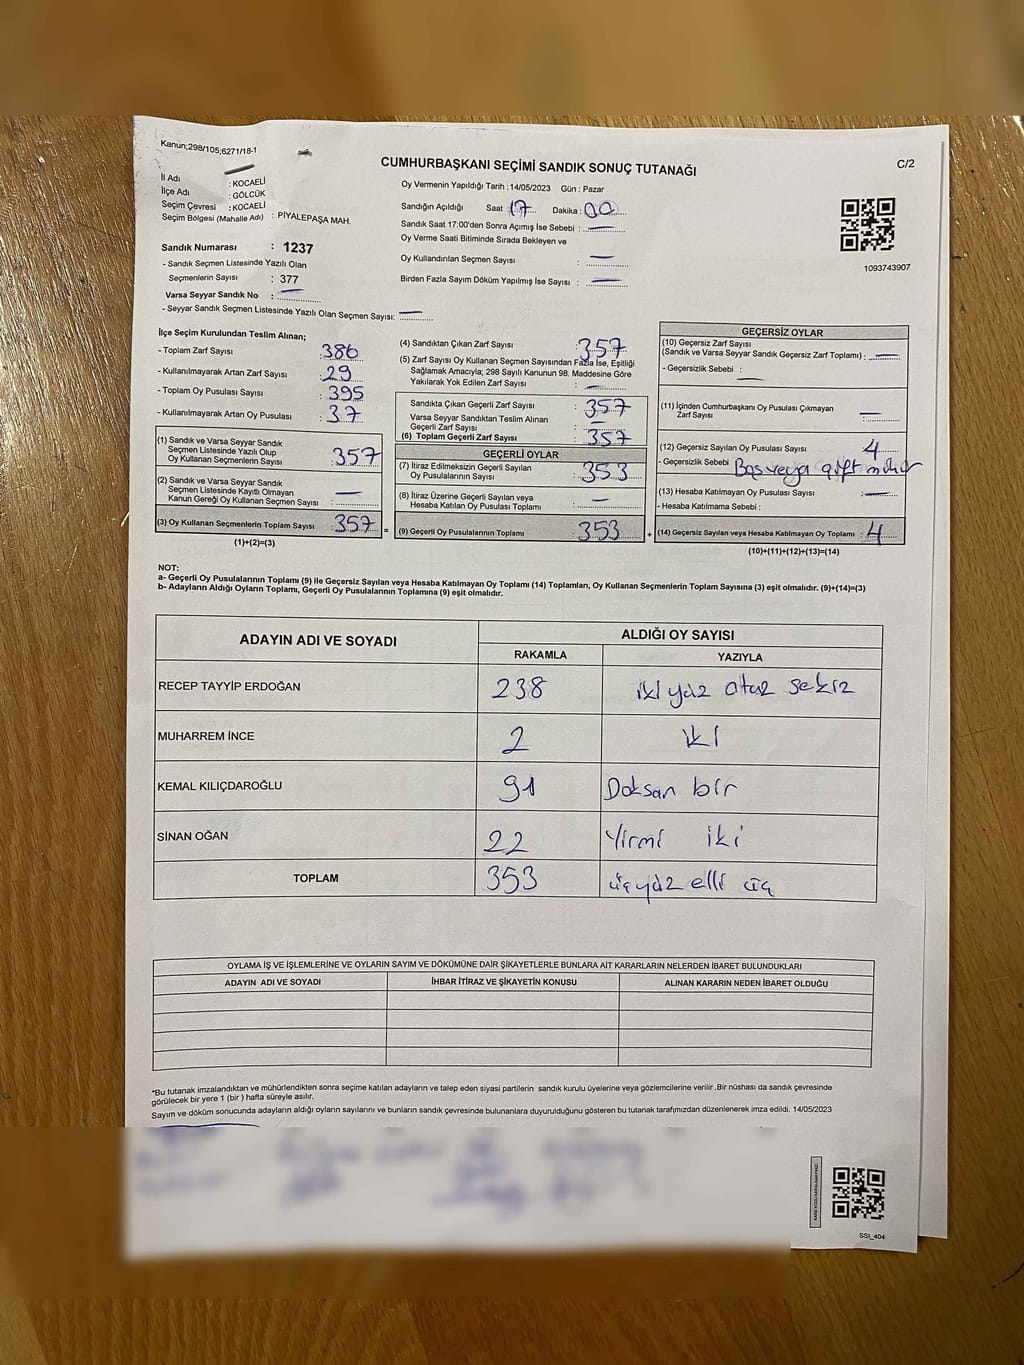 Kanun;298/105;6271/18-1
CUMHURBAŞKANI SEÇİMİ SANDIK SONUÇ TUTANAĞI
C/2
İl Adı : KOCAELİ
İlçe Adı : GÖLCÜK
Seçim Çevresi : KOCAELİ
Seçim Bölgesi (Mahalle Adı) : PİYALEPAŞA MAH.
Sandık Numarası : 1237
- Sandık Seçmen Listesinde Yazılı Olan
Seçmenlerin Sayısı : 377
Varsa Seyyar Sandık No :
- Seyyar Sandık Seçmen Listesinde Yazılı Olan Seçmen Sayısı:
Oy Vermenin Yapıldığı Tarih :14/05/2023 Gün : Pazar
Sandığın Açıldığı Saat : 17 Dakika : 00
Sandık Saat 17:00'den Sonra Açımış İse Sebebi :
Oy Verme Saati Bitiminde Sırada Bekleyen ve
Oy Kullandırılan Seçmen Sayısı :
Birden Fazla Sayım Döküm Yapılmış İse Sayısı :
1093743907
İlçe Seçim Kurulundan Teslim Alınan;
- Toplam Zarf Sayısı : 386
- Kullanılmayarak Artan Zarf Sayısı : 29
- Toplam Oy Pusulası Sayısı : 395
- Kullanılmayarak Artan Oy Pusulası : 37
(1) Sandık ve Varsa Seyyar Sandık
Seçmen Listesinde Yazılı Olup
Oy Kullanan Seçmenlerin Sayısı : 357
(2) Sandık ve Varsa Seyyar Sandık
Seçmen Listesinde Kayıtlı Olmayan
Kanun Gereği Oy Kullanan Seçmen Sayısı :
(3) Oy Kullanan Seçmenlerin Toplam Sayısı : 357
(1)+(2)=(3)
(4) Sandıktan Çıkan Zarf Sayısı : 357
(5) Zarf Sayısı Oy Kullanan Seçmen Sayısından Fazla İse, Eşitliği
Sağlamak Amacıyla; 298 Sayılı Kanunun 98. Maddesine Göre
Yakılarak Yok Edilen Zarf Sayısı :
Sandıkta Çıkan Geçerli Zarf Sayısı : 357
Varsa Seyyar Sandıktan Teslim Alınan
Geçerli Zarf Sayısı :
(6) Toplam Geçerli Zarf Sayısı : 357
GEÇERLİ OYLAR
(7) İtiraz Edilmeksizin Geçerli Sayılan
Oy Pusulalarının Sayısı : 353
(8) İtiraz Üzerine Geçerli Sayılan veya
Hesaba Katılan Oy Pusulası Toplamı :
(9) Geçerli Oy Pusulalarının Toplamı : 353
GEÇERSİZ OYLAR
(10) Geçersiz Zarf Sayısı
(Sandık ve Varsa Seyyar Sandık Geçersiz Zarf Toplamı) :
- Geçersizlik Sebebi :
(11) İçinden Cumhurbaşkanı Oy Pusulası Çıkmayan
Zarf Sayısı :
(12) Geçersiz Sayılan Oy Pusulası Sayısı : 4
- Geçersizlik Sebebi : Boş veya çift mühür
(13) Hesaba Katılmayan Oy Pusulası Sayısı :
- Hesaba Katılmama Sebebi :
(14) Geçersiz Sayılan veya Hesaba Katılmayan Oy Toplamı : 4
(10)+(11)+(12)+(13)=(14)
NOT:
a- Geçerli Oy Pusulalarının Toplamı (9) ile Geçersiz Sayılan veya Hesaba Katılmayan Oy Toplamı (14) Toplamları, Oy Kullanan Seçmenlerin Toplam Sayısına (3) eşit olmalıdır. (9)+(14)=(3)
b- Adayların Aldığı Oyların Toplamı, Geçerli Oy Pusulalarının Toplamına (9) eşit olmalıdır.
ADAYIN ADI VE SOYADI
ALDIĞI OY SAYISI
RAKAMLA YAZIYLA
RECEP TAYYİP ERDOĞAN 238 iki yüz otuz sekiz
MUHARREM İNCE 2 iki
KEMAL KILIÇDAROĞLU 91 Doksan bir
SİNAN OĞAN 22 Yirmi iki
TOPLAM 353 üç yüz elli üç
OYLAMA İŞ VE İŞLEMLERİNE VE OYLARIN SAYIM VE DÖKÜMÜNE DAİR ŞİKAYETLERLE BUNLARA AİT KARARLARIN NELERDEN İBARET BULUNDUKLARI
ADAYIN ADI VE SOYADI İHBAR İTİRAZ VE ŞİKAYETİN KONUSU ALINAN KARARIN NEDEN İBARET OLDUĞU
*Bu tutanak imzalandıktan ve mühürlendikten sonra seçime katılan adayların ve talep eden siyasi partilerin sandık kurulu üyelerine veya gözlemcilerine verilir .Bir nüshası da sandık çevresinde
görülecek bir yere 1 (bir ) hafta süreyle asılır.
Sayım ve döküm sonucunda adayların aldığı oyların sayılarını ve bunların sandık çevresinde bulunanlara duyurulduğunu gösteren bu tutanak tarafımızdan düzenlenerek imza edildi. 14/05/2023
SSI_404